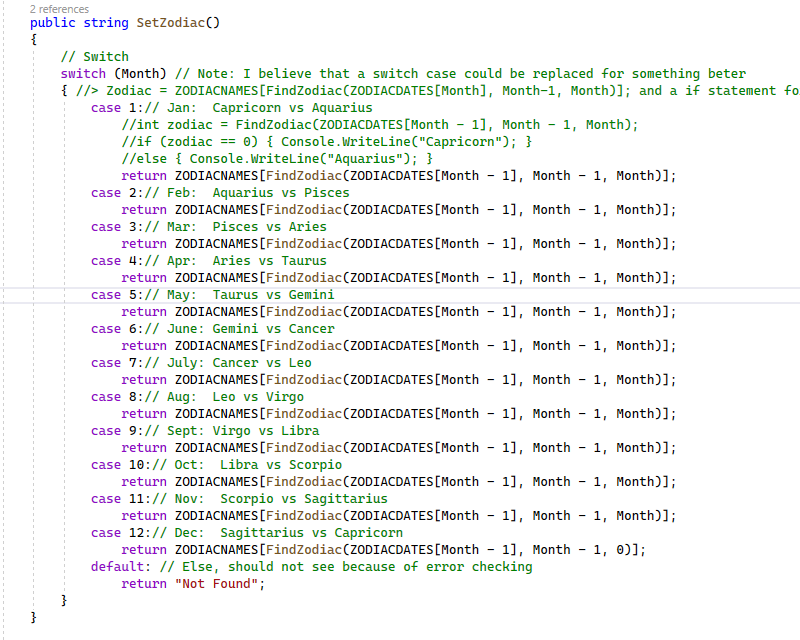 2 references
public string SetZodiac()
{
// Switch
switch (Month) // Note: I believe that a switch case could be replaced for something beter
{ //> Zodiac = ZODIACNAMES[FindZodiac(ZODIACDATES[Month], Month-1, Month)]; and a if statement fo
case 1:// Jan:  Capricorn vs Aquarius
//int zodiac = FindZodiac(ZODIACDATES[Month - 1], Month - 1, Month);
//if (zodiac == 0) { Console.WriteLine("Capricorn"); }
//else { Console.WriteLine("Aquarius"); }
return ZODIACNAMES[FindZodiac(ZODIACDATES[Month - 1], Month - 1, Month)];
case 2:// Feb:  Aquarius vs Pisces
return ZODIACNAMES[FindZodiac(ZODIACDATES[Month - 1], Month - 1, Month)];
case 3:// Mar:  Pisces vs Aries
return ZODIACNAMES[FindZodiac(ZODIACDATES[Month - 1], Month - 1, Month)];
case 4:// Apr:  Aries vs Taurus
return ZODIACNAMES[FindZodiac(ZODIACDATES[Month - 1], Month - 1, Month)];
case 5:// May:  Taurus vs Gemini
return ZODIACNAMES[FindZodiac(ZODIACDATES[Month - 1], Month - 1, Month)];
case 6:// June: Gemini vs Cancer
return ZODIACNAMES[FindZodiac(ZODIACDATES[Month - 1], Month - 1, Month)];
case 7:// July: Cancer vs Leo
return ZODIACNAMES[FindZodiac(ZODIACDATES[Month - 1], Month - 1, Month)];
case 8:// Aug:  Leo vs Virgo
return ZODIACNAMES[FindZodiac(ZODIACDATES[Month - 1], Month - 1, Month)];
case 9:// Sept: Virgo vs Libra
return ZODIACNAMES[FindZodiac(ZODIACDATES[Month - 1], Month - 1, Month)];
case 10:// Oct:  Libra vs Scorpio
return ZODIACNAMES[FindZodiac(ZODIACDATES[Month - 1], Month - 1, Month)];
case 11:// Nov:  Scorpio vs Sagittarius
return ZODIACNAMES[FindZodiac(ZODIACDATES[Month - 1], Month - 1, Month)];
case 12:// Dec:  Sagittarius vs Capricorn
return ZODIACNAMES[FindZodiac(ZODIACDATES[Month - 1], Month - 1, 0)];
default: // Else, should not see because of error checking
return "Not Found";
}
}